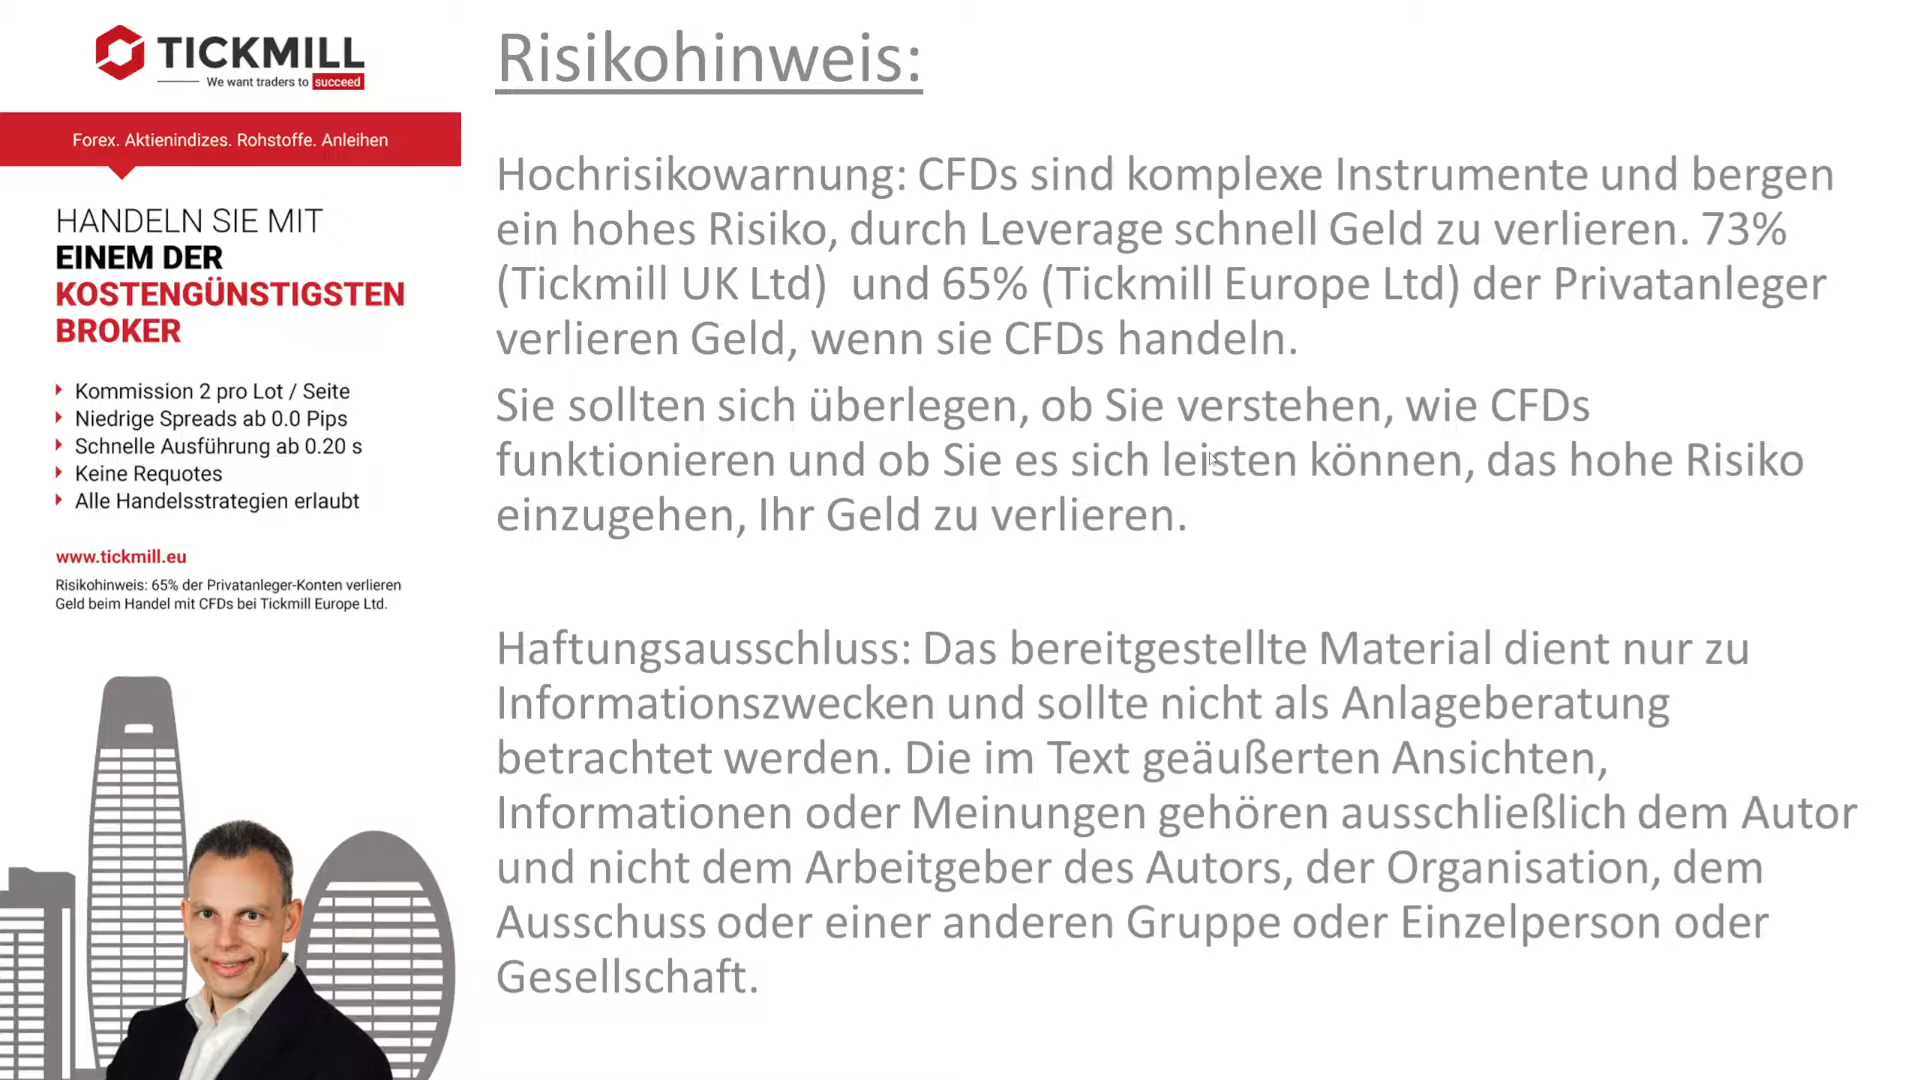 TICKMILL
We want traders to succeed
Forex. Aktienindizes. Rohstoffe. Anleihen
HANDELN SIE MIT
EINEM DER
KOSTENGÜNSTIGSTEN
BROKER
Kommission 2 pro Lot / Seite
Niedrige Spreads ab 0.0 Pips
Schnelle Ausführung ab 0.20 s
Keine Requotes
Alle Handelsstrategien erlaubt
www.tickmill.eu
Risikohinweis: 65% der Privatanleger-Konten verlieren
Geld beim Handel mit CFDs bei Tickmill Europe Ltd.
Risikohinweis:
Hochrisikowarnung: CFDs sind komplexe Instrumente und bergen
ein hohes Risiko, durch Leverage schnell Geld zu verlieren. 73%
(Tickmill UK Ltd)  und 65% (Tickmill Europe Ltd) der Privatanleger
verlieren Geld, wenn sie CFDs handeln.
Sie sollten sich überlegen, ob Sie verstehen, wie CFDs
funktionieren und ob Sie es sich leisten können, das hohe Risiko
einzugehen, Ihr Geld zu verlieren.
Haftungsausschluss: Das bereitgestellte Material dient nur zu
Informationszwecken und sollte nicht als Anlageberatung
betrachtet werden. Die im Text geäußerten Ansichten,
Informationen oder Meinungen gehören ausschließlich dem Autor
und nicht dem Arbeitgeber des Autors, der Organisation, dem
Ausschuss oder einer anderen Gruppe oder Einzelperson oder
Gesellschaft.